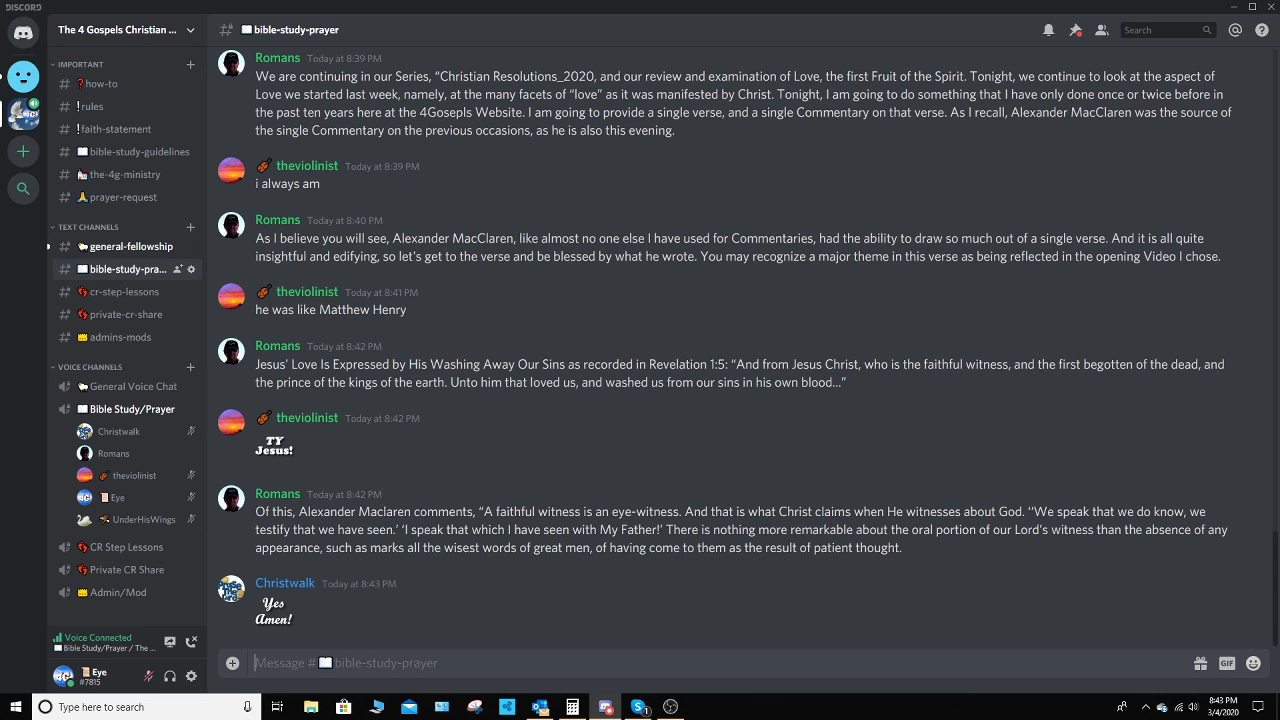 DISCORD
The 4 Gospels Christian ...
IMPORTANT
how-to
rules
faith-statement
bible-study-guidelines
the-4g-ministry
prayer-request
TEXT CHANNELS
general-fellowship
bible-study-pra...
cr-step-lessons
private-cr-share
admins-mods
VOICE CHANNELS
General Voice Chat
Bible Study/Prayer
Christwalk
Romans
theviolinist
Eye
UnderHisWings
CR Step Lessons
Private CR Share
Admin/Mod
Voice Connected
Bible Study/Prayer / The ...
Eye
#7815
bible-study-prayer
Search
Romans Today at 8:39 PM
We are continuing in our Series, “Christian Resolutions_2020, and our review and examination of Love, the first Fruit of the Spirit. Tonight, we continue to look at the aspect of
Love we started last week, namely, at the many facets of “love” as it was manifested by Christ. Tonight, I am going to do something that I have only done once or twice before in
the past ten years here at the 4Gosepls Website. I am going to provide a single verse, and a single Commentary on that verse. As I recall, Alexander MacClaren was the source of
the single Commentary on the previous occasions, as he is also this evening.
theviolinist Today at 8:39 PM
i always am
Romans Today at 8:40 PM
As I believe you will see, Alexander MacClaren, like almost no one else I have used for Commentaries, had the ability to draw so much out of a single verse. And it is all quite
insightful and edifying, so let's get to the verse and be blessed by what he wrote. You may recognize a major theme in this verse as being reflected in the opening Video I chose.
theviolinist Today at 8:41 PM
he was like Matthew Henry
Romans Today at 8:42 PM
Jesus' Love Is Expressed by His Washing Away Our Sins as recorded in Revelation 1:5: “And from Jesus Christ, who is the faithful witness, and the first begotten of the dead, and
the prince of the kings of the earth. Unto him that loved us, and washed us from our sins in his own blood...”
theviolinist Today at 8:42 PM
TY
Jesus!
Romans Today at 8:42 PM
Of this, Alexander Maclaren comments, “A faithful witness is an eye-witness. And that is what Christ claims when He witnesses about God. ‘'We speak that we do know, we
testify that we have seen.’ ‘I speak that which I have seen with My Father!’ There is nothing more remarkable about the oral portion of our Lord’s witness than the absence of any
appearance, such as marks all the wisest words of great men, of having come to them as the result of patient thought.
Christwalk Today at 8:43 PM
Yes
Amen!
Message # bible-study-prayer
GIF
Type here to search
8:43 PM
3/4/2020